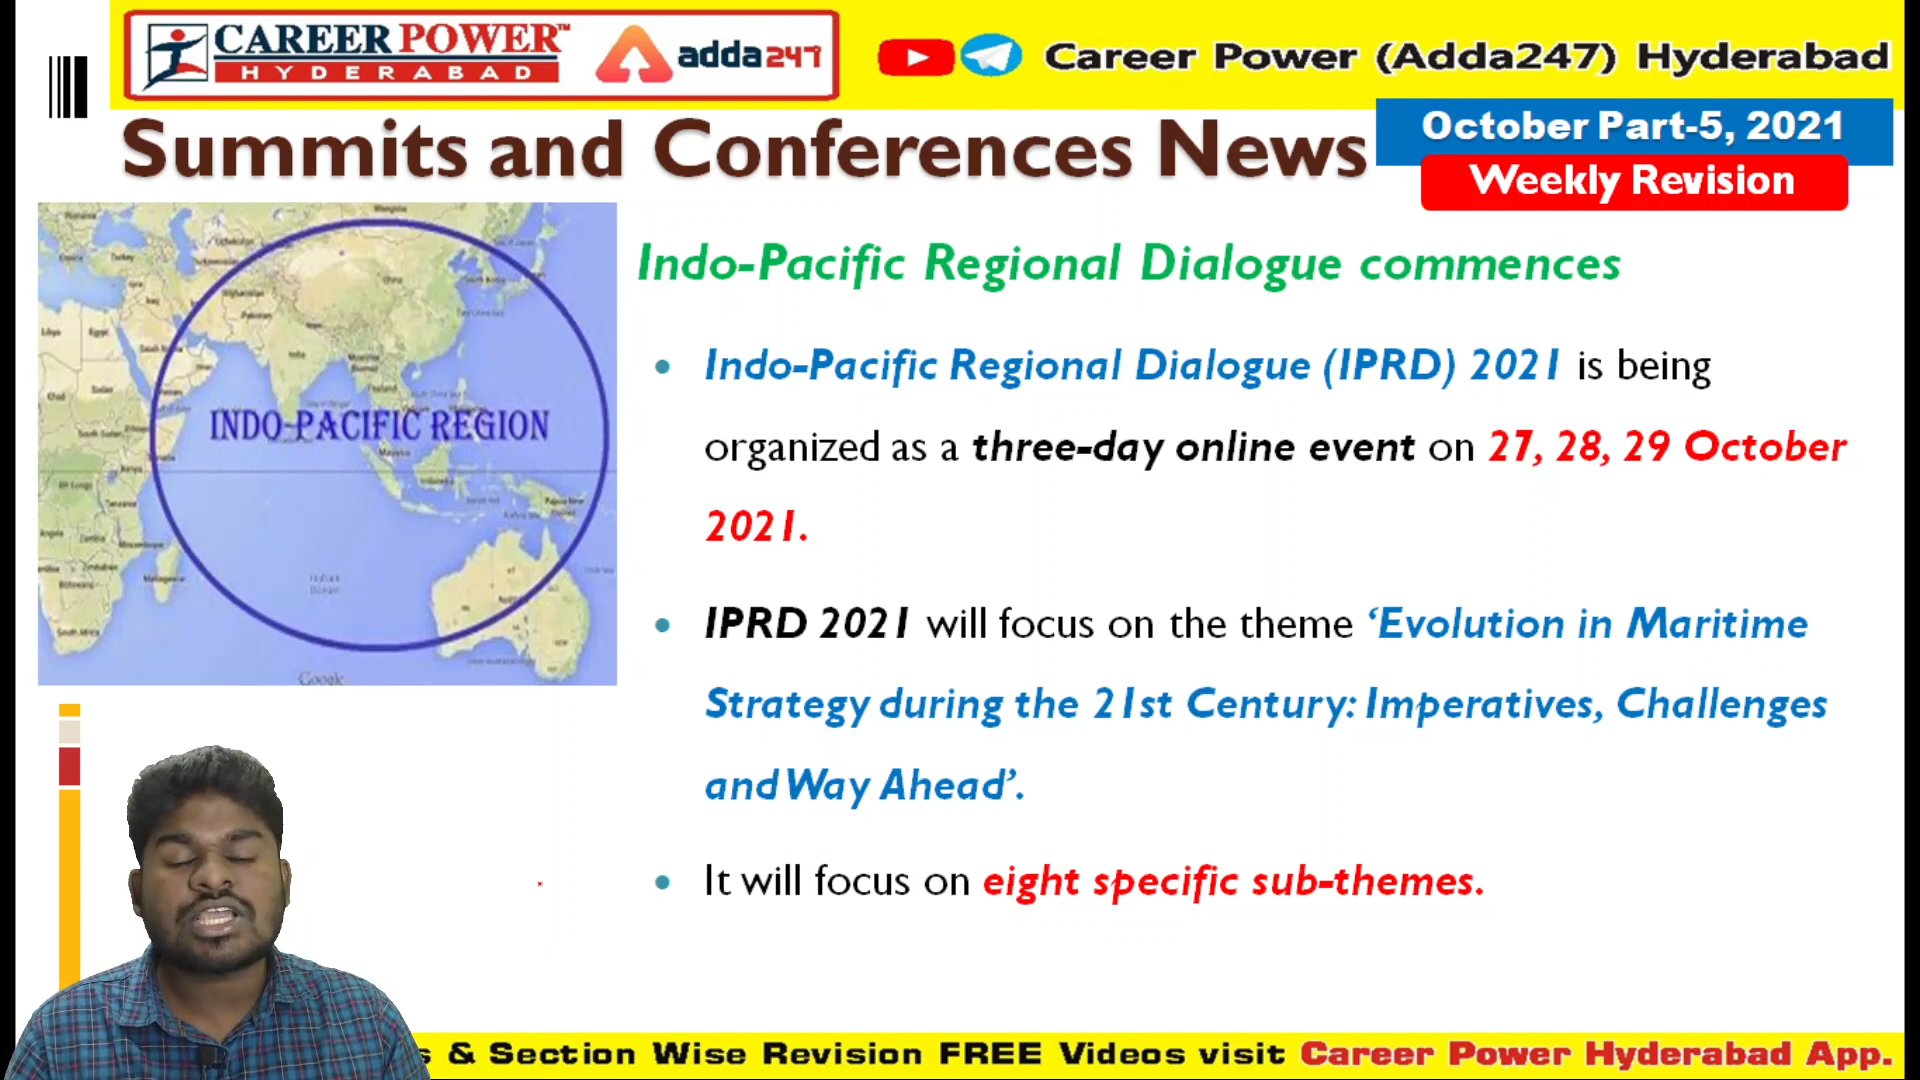 CAREER POWER™
HYDERABAD
adda247
Career Power (Adda247) Hyderabad
Summits and Conferences News
October Part-5, 2021
Weekly Revision
INDO-PACIFIC REGION
Google
Indo-Pacific Regional Dialogue commences
• Indo-Pacific Regional Dialogue (IPRD) 2021 is being
organized as a three-day online event on 27, 28, 29 October
2021.
• IPRD 2021 will focus on the theme ‘Evolution in Maritime
Strategy during the 21st Century: Imperatives, Challenges
and Way Ahead’.
• It will focus on eight specific sub-themes.
& Section Wise Revision FREE Videos visit Career Power Hyderabad App.